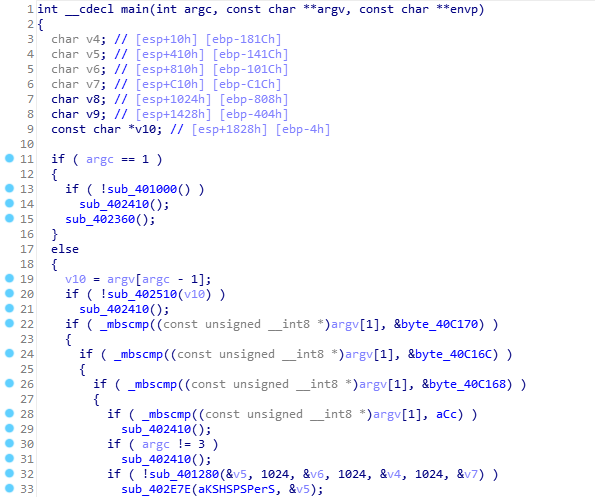 1 int __cdecl main(int argc, const char **argv, const char **envp)
2 {
3 char v4; // [esp+10h] [ebp-181Ch]
4 char v5; // [esp+410h] [ebp-141Ch]
5 char v6; // [esp+810h] [ebp-101Ch]
6 char v7; // [esp+C10h] [ebp-C1Ch]
7 char v8; // [esp+1024h] [ebp-808h]
8 char v9; // [esp+1428h] [ebp-404h]
9 const char *v10; // [esp+1828h] [ebp-4h]
10
11 if ( argc == 1 )
12 {
13 if ( !sub_401000() )
14 sub_402410();
15 sub_402360();
16 }
17 else
18 {
19 v10 = argv[argc - 1];
20 if ( !sub_402510(v10) )
21 sub_402410();
22 if ( _mbscmp((const unsigned __int8 *)argv[1], &byte_40C170) )
23 {
24 if ( _mbscmp((const unsigned __int8 *)argv[1], &byte_40C16C) )
25 {
26 if ( _mbscmp((const unsigned __int8 *)argv[1], &byte_40C168) )
27 {
28 if ( _mbscmp((const unsigned __int8 *)argv[1], aCc) )
29 sub_402410();
30 if ( argc != 3 )
31 sub_402410();
32 if ( !sub_401280(&v5, 1024, &v6, 1024, &v4, 1024, &v7) )
33 sub_402E7E(aKSHSPSPerS, &v5);